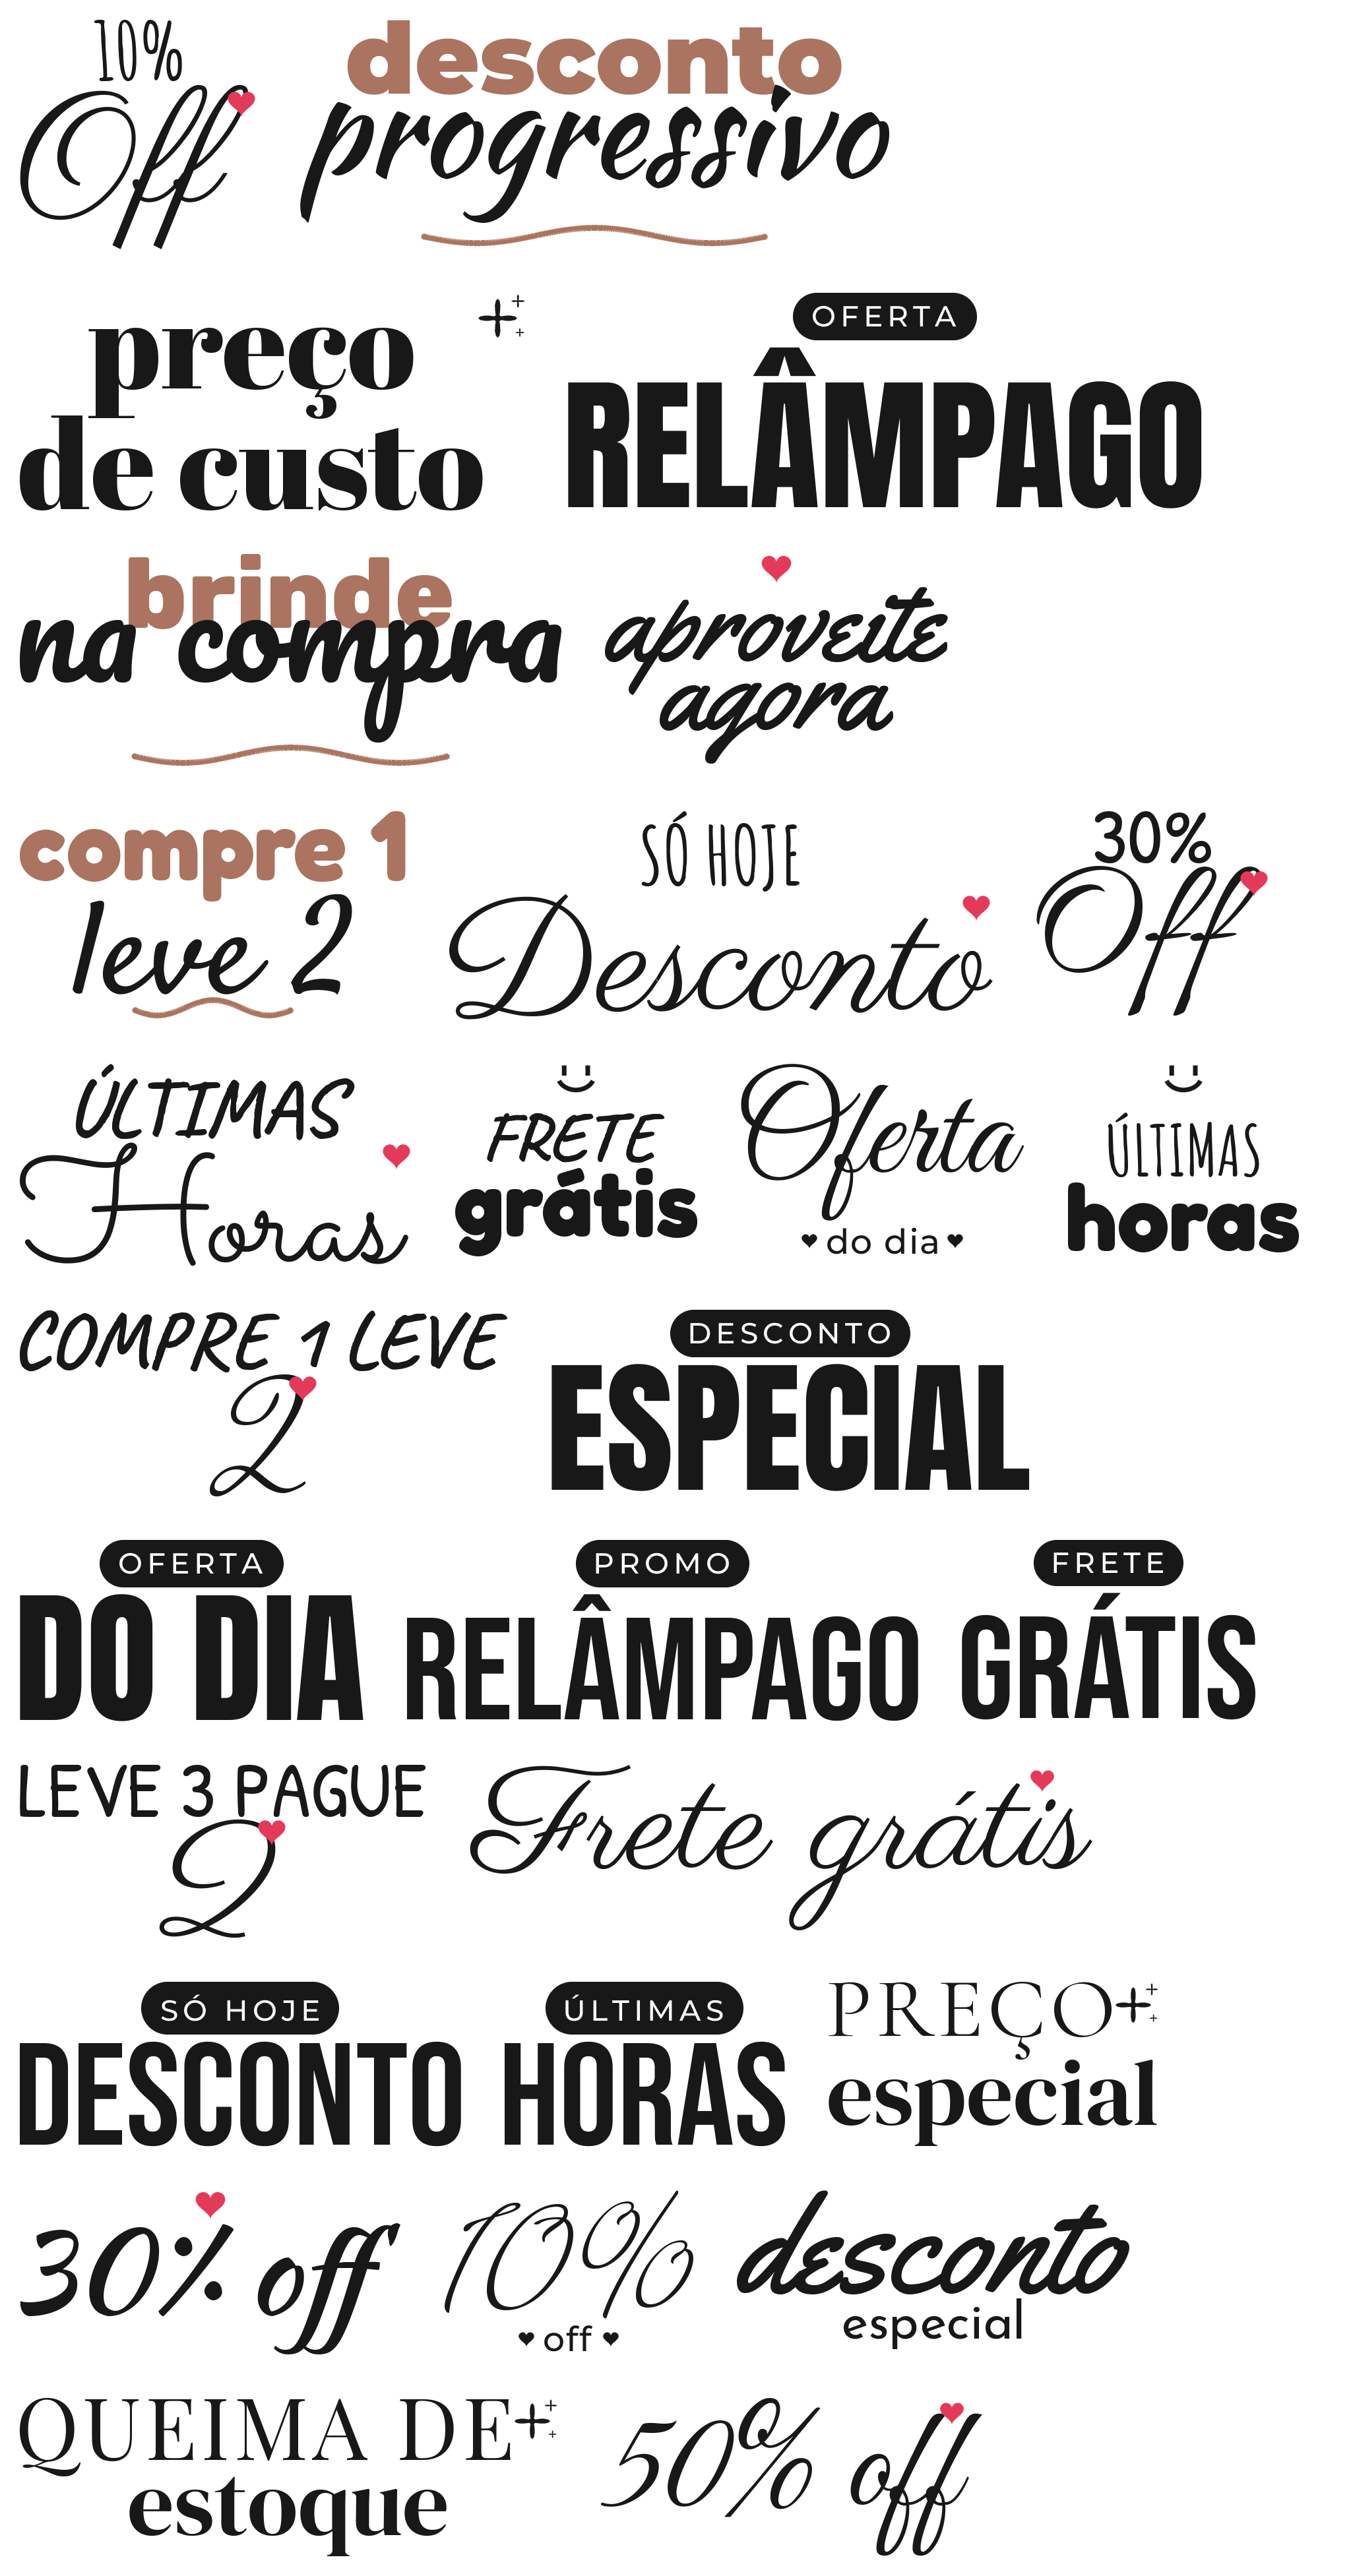 10%
Off
desconto
progressivo
preço
de custo
OFERTA
RELÂMPAGO
brinde
na compra
aproveite
agora
compre 1
leve 2
SÓ HOJE
Desconto
30%
Off
ÚLTIMAS
Horas
FRETE
grátis
Oferta
do dia
ÚLTIMAS
horas
COMPRE 1 LEVE
2
DESCONTO
ESPECIAL
OFERTA
DO DIA
PROMO
RELÂMPAGO
FRETE
GRÁTIS
LEVE 3 PAGUE
2
Frete grátis
SÓ HOJE
DESCONTO
ÚLTIMAS
HORAS
PREÇO
especial
30% off
10%
off
desconto
especial
QUEIMA DE
estoque
50% off